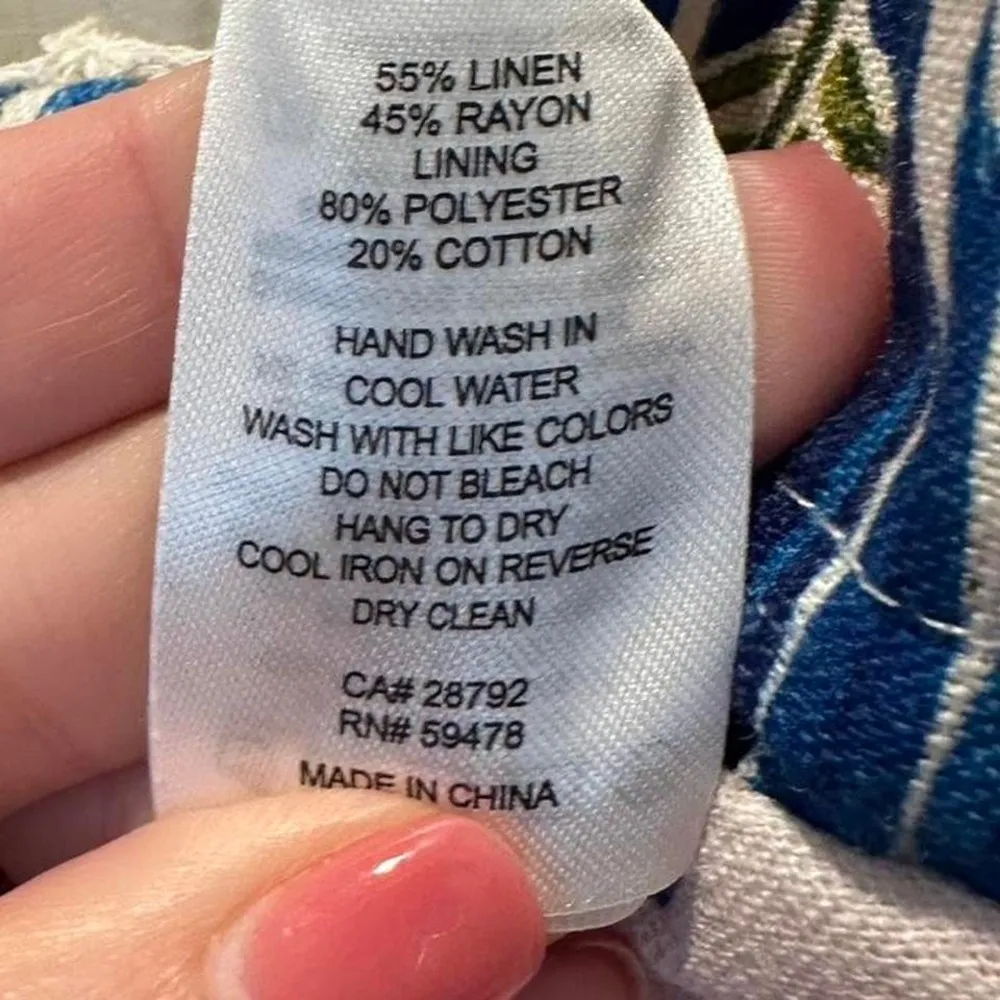 55% LINEN
45% RAYON
LINING
80% POLYESTER
20% COTTON
HAND WASH IN
COOL WATER
WASH WITH LIKE COLORS
DO NOT BLEACH
HANG TO DRY
COOL IRON ON REVERSE
DRY CLEAN
CA# 28792
RN# 59478
MADE IN CHINA